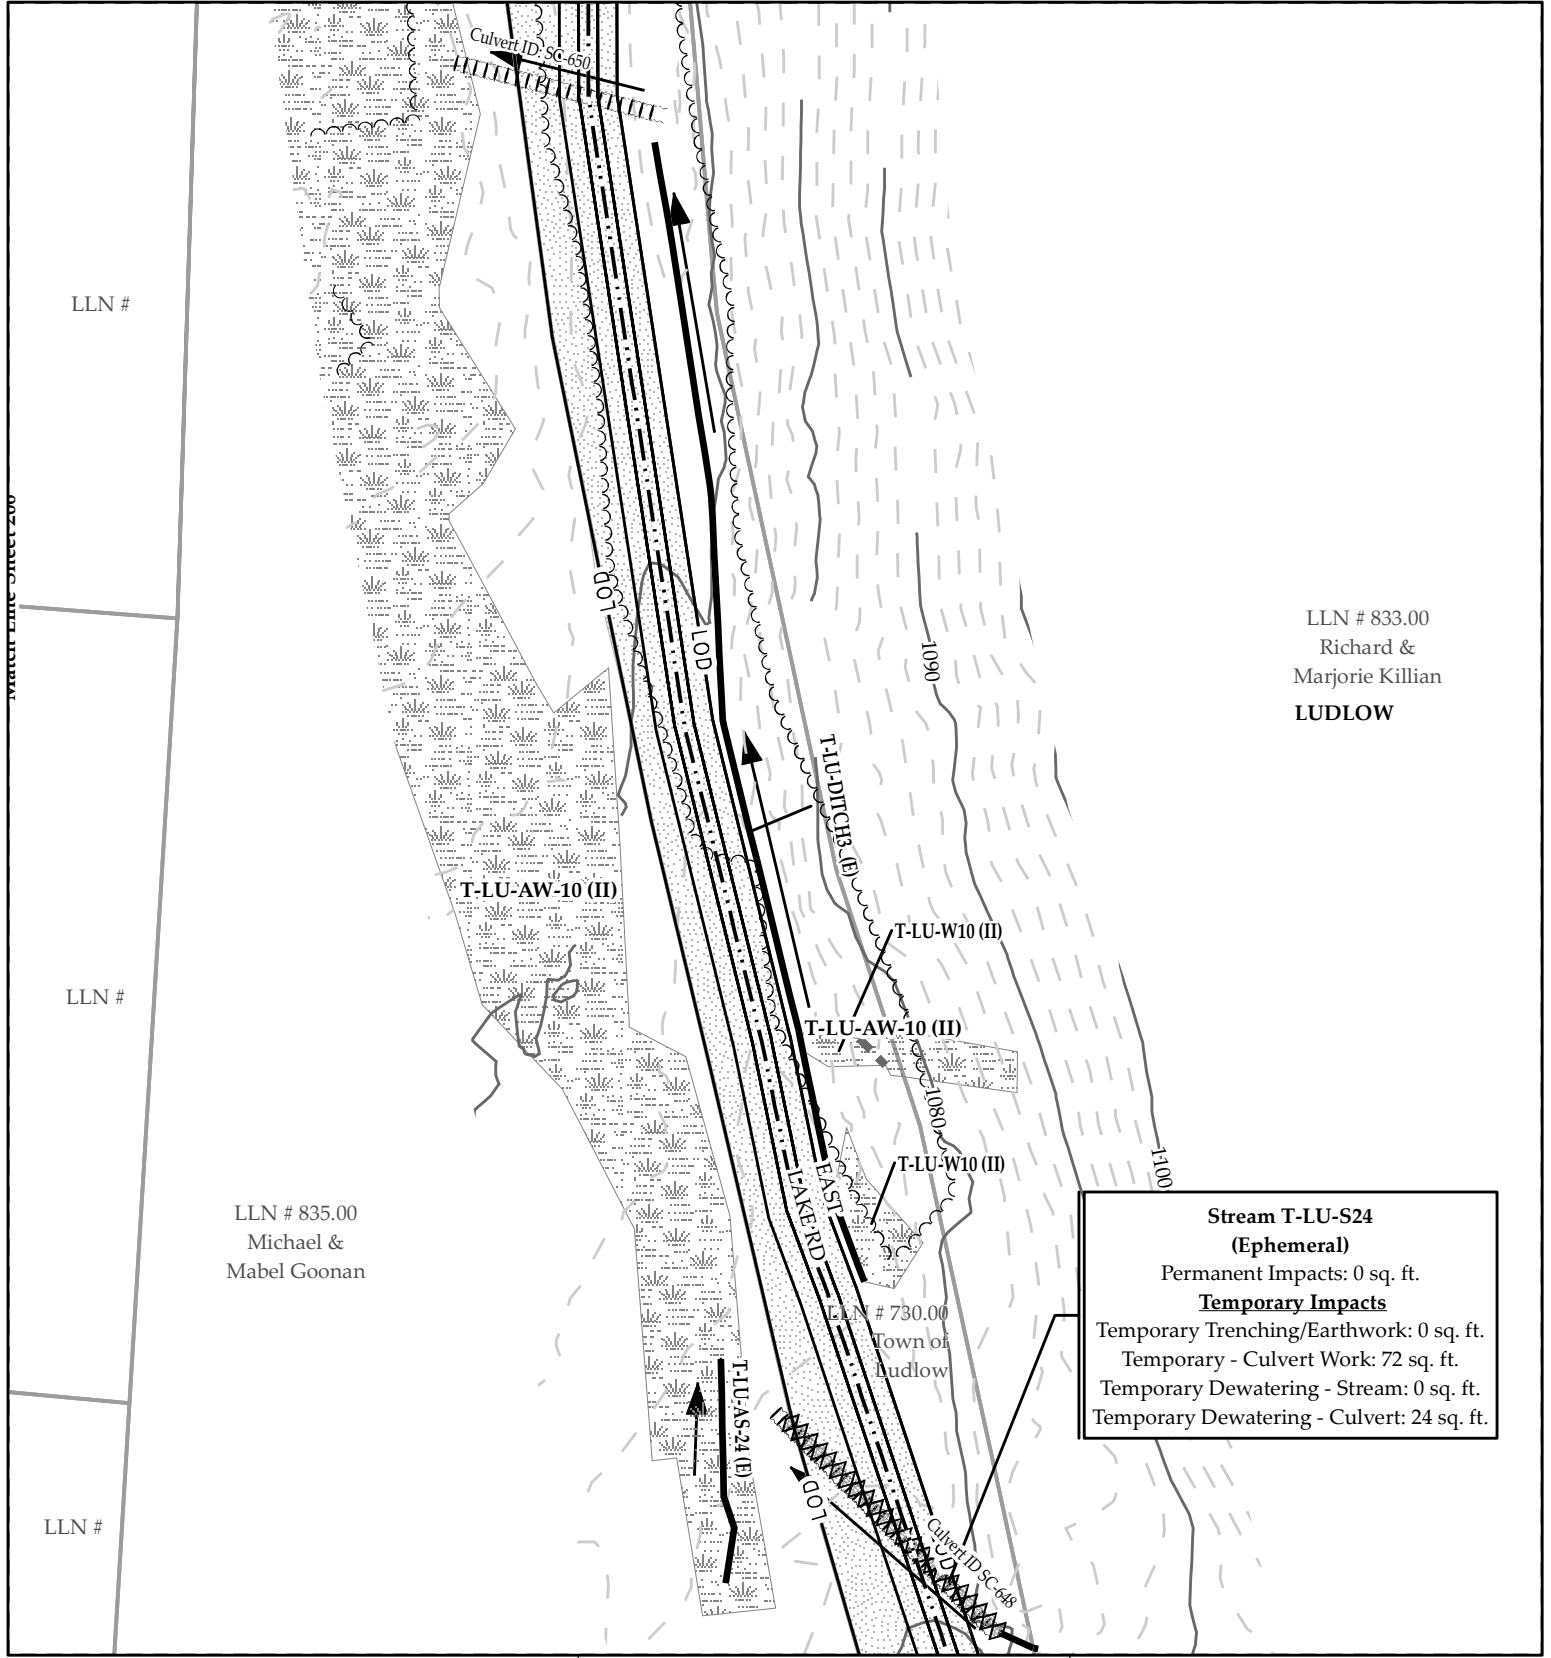 Culvert ID: SC-650
LLN #
LOD
LOD
1090
LLN # 833.00
Richard &
Marjorie Killian
LUDLOW
T-LU-DITCH3 (E)
T-LU-AW-10 (II)
T-LU-W10 (II)
LLN #
T-LU-AW-10 (II)
1080
T-LU-W10 (II)
1100
EAST
LAKE RD
LLN # 835.00
Michael &
Mabel Goonan
Stream T-LU-S24
(Ephemeral)
Permanent Impacts: 0 sq. ft.
Temporary Impacts
Temporary Trenching/Earthwork: 0 sq. ft.
Temporary - Culvert Work: 72 sq. ft.
Temporary Dewatering - Stream: 0 sq. ft.
Temporary Dewatering - Culvert: 24 sq. ft.
LLN # 730.00
Town of
Ludlow
T-LU-AS-24 (E)
LOD
LLN #
Culvert ID SC-648